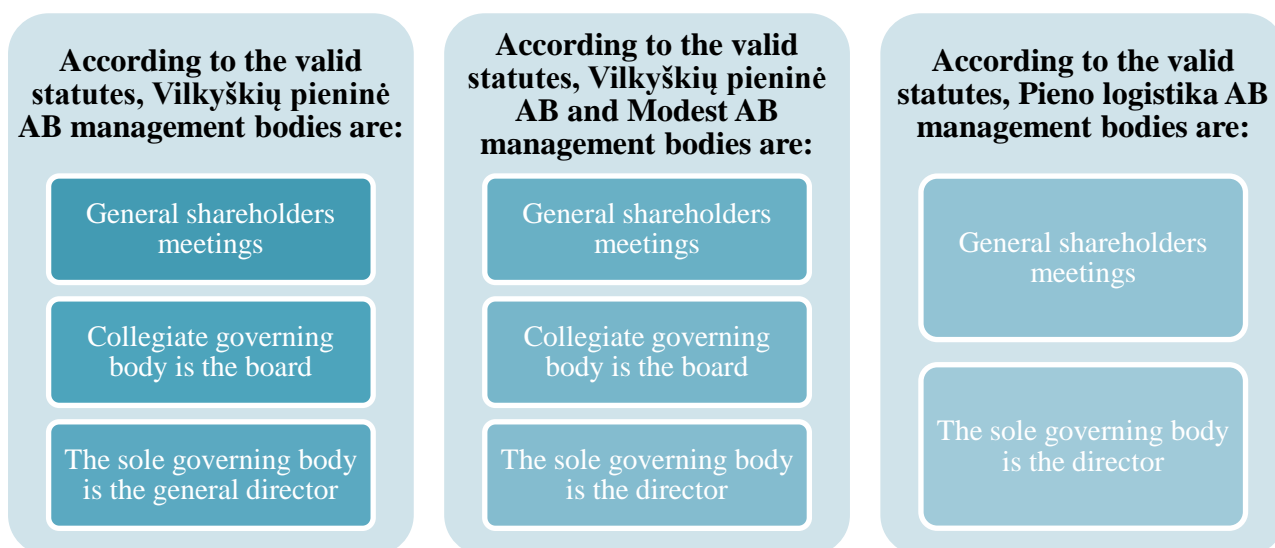 According to the valid
statutes, Vilkyškių pieninė
AB management bodies are:
General shareholders
meetings
Collegiate governing
body is the board
The sole governing body
is the general director
According to the valid
statutes, Vilkyškių pieninė
AB and Modest AB
management bodies are:
General shareholders
meetings
Collegiate governing
body is the board
The sole governing body
is the director
According to the valid
statutes, Pieno logistika AB
management bodies are:
General shareholders
meetings
The sole governing body
is the director